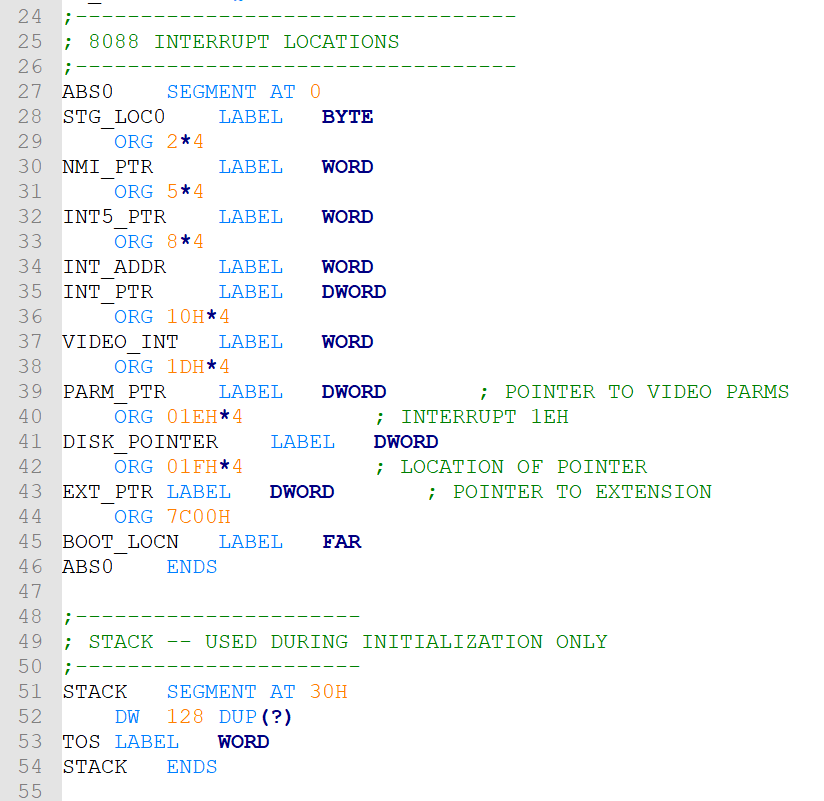 24 ;----------------------------------
25 ; 8088 INTERRUPT LOCATIONS
26 ;----------------------------------
27 ABS0    SEGMENT AT 0
28 STG_LOC0    LABEL   BYTE
29     ORG 2*4
30 NMI_PTR     LABEL   WORD
31     ORG 5*4
32 INT5_PTR    LABEL   WORD
33     ORG 8*4
34 INT_ADDR    LABEL   WORD
35 INT_PTR     LABEL   DWORD
36     ORG 10H*4
37 VIDEO_INT   LABEL   WORD
38     ORG 1DH*4
39 PARM_PTR    LABEL   DWORD       ; POINTER TO VIDEO PARMS
40     ORG 01EH*4          ; INTERRUPT 1EH
41 DISK_POINTER    LABEL   DWORD
42     ORG 01FH*4          ; LOCATION OF POINTER
43 EXT_PTR LABEL   DWORD       ; POINTER TO EXTENSION
44     ORG 7C00H
45 BOOT_LOCN   LABEL   FAR
46 ABS0    ENDS
47
48 ;----------------------
49 ; STACK -- USED DURING INITIALIZATION ONLY
50 ;----------------------
51 STACK   SEGMENT AT 30H
52     DW  128 DUP(?)
53 TOS LABEL   WORD
54 STACK   ENDS
55